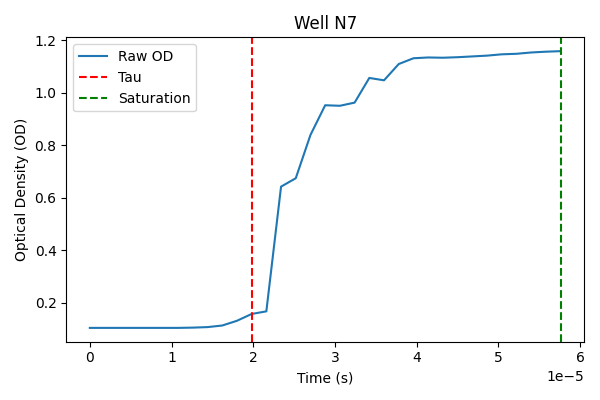 Well N7
Raw OD
Tau
Saturation
Optical Density (OD)
1.2
1.0
0.8
0.6
0.4
0.2
0 1 2 3 4 5 6
1e−5
Time (s)